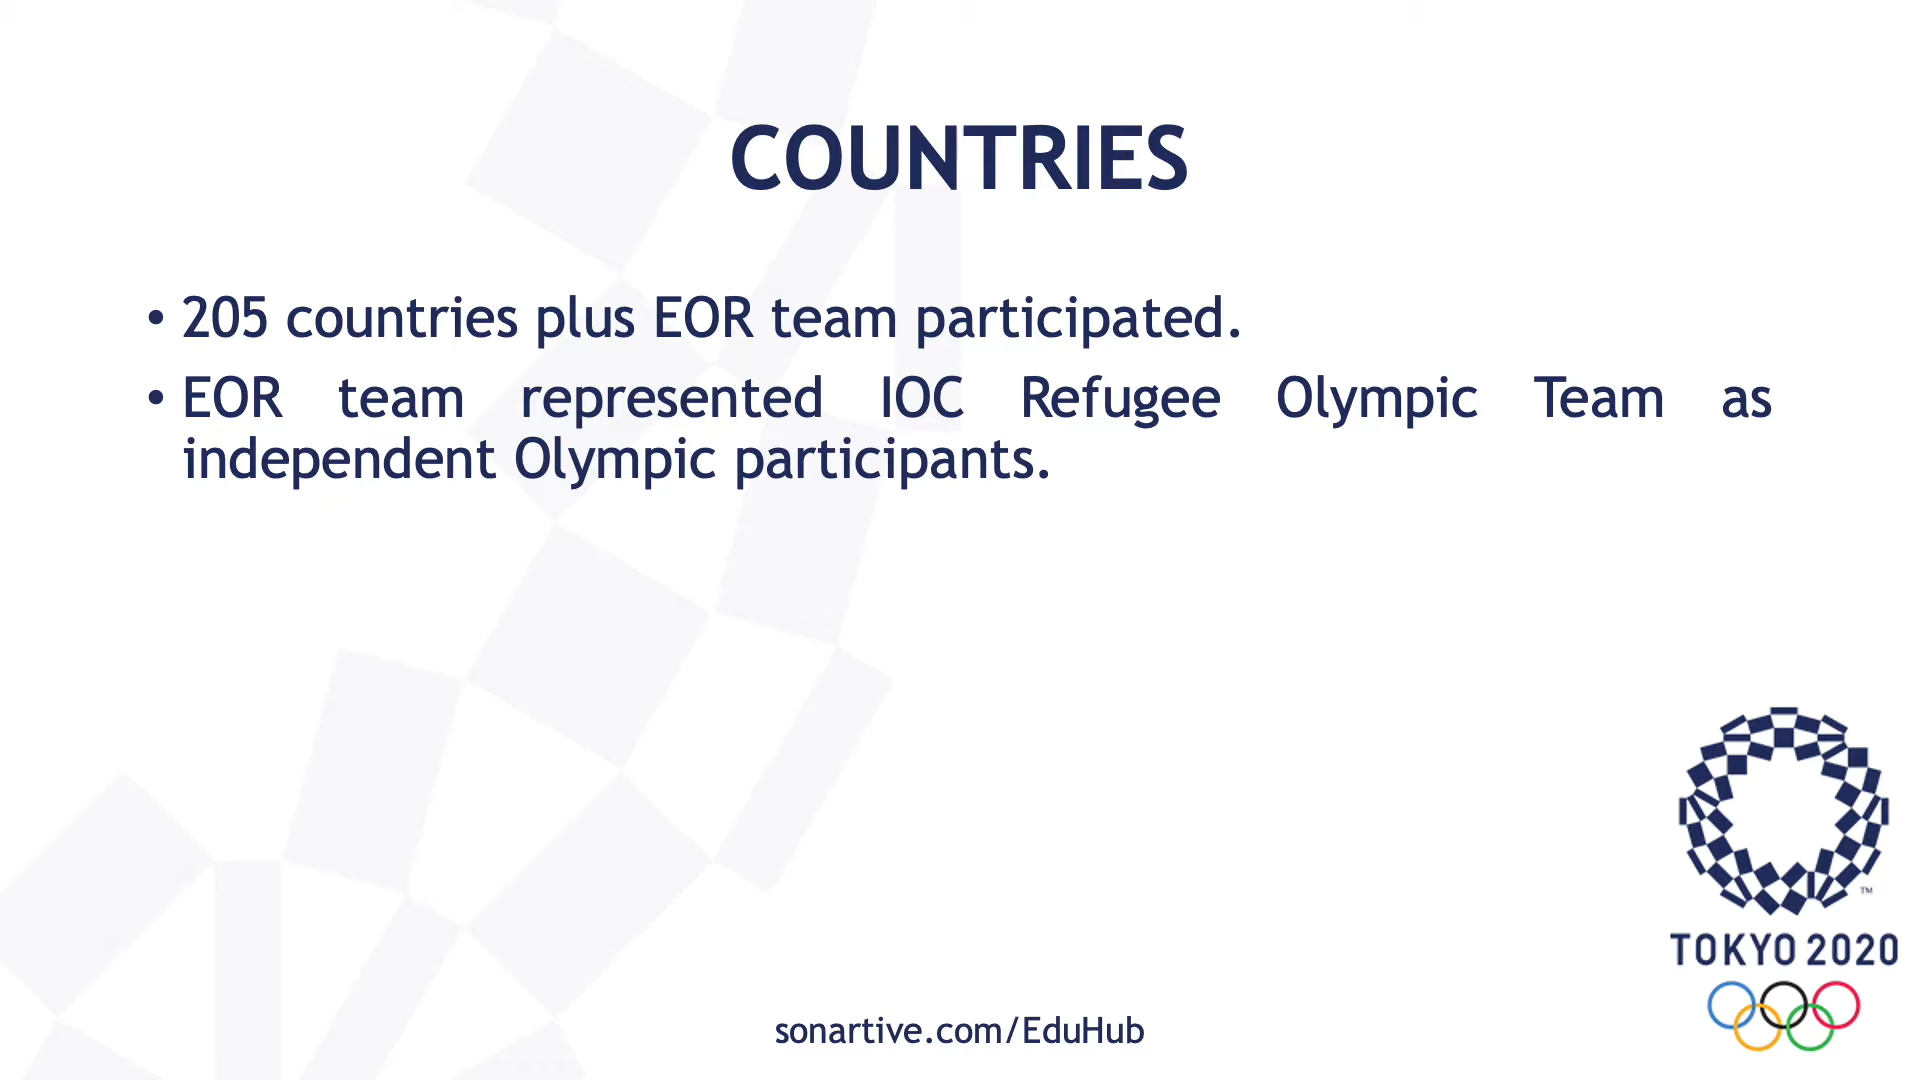 COUNTRIES
• 205 countries plus EOR team participated.
• EOR team represented IOC Refugee Olympic Team as
independent Olympic participants.
TM
TOKYO 2020
sonartive.com/EduHub